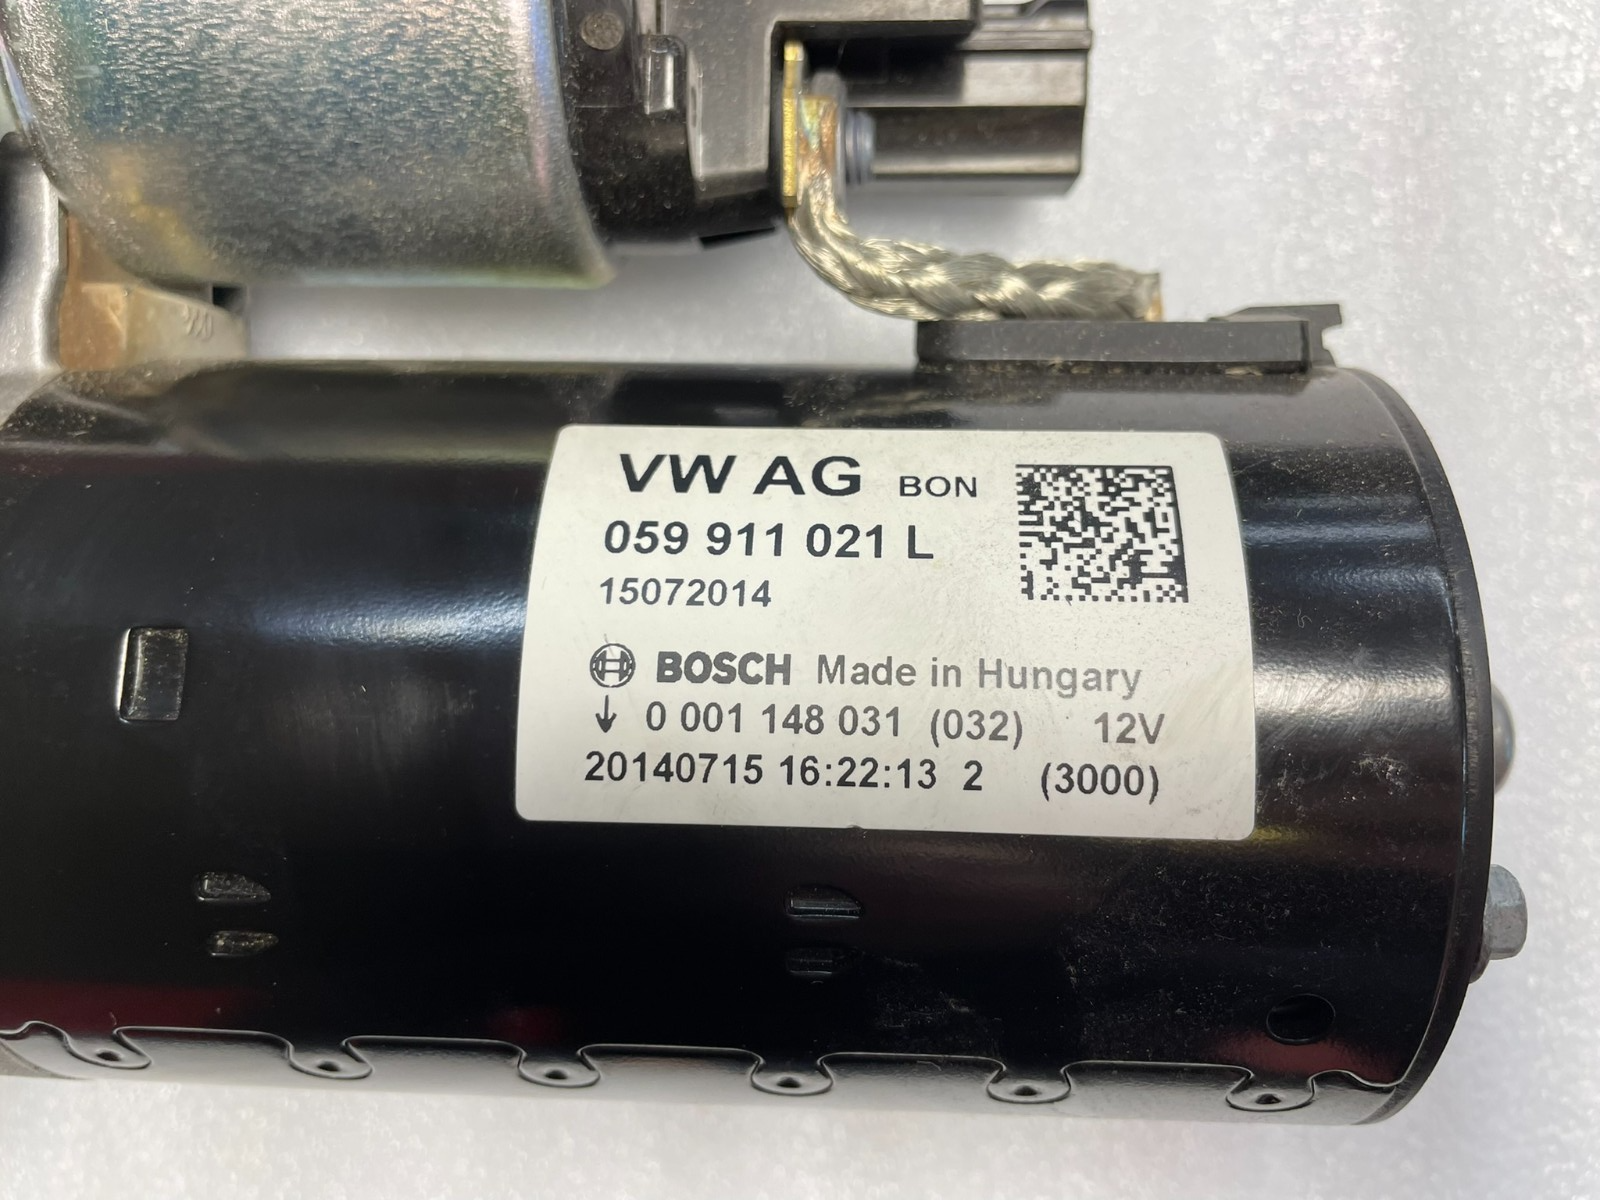 VW AG BON
059 911 021 L
15072014
BOSCH Made in Hungary
↓ 0 001 148 031 (032) 12V
20140715 16:22:13 2 (3000)